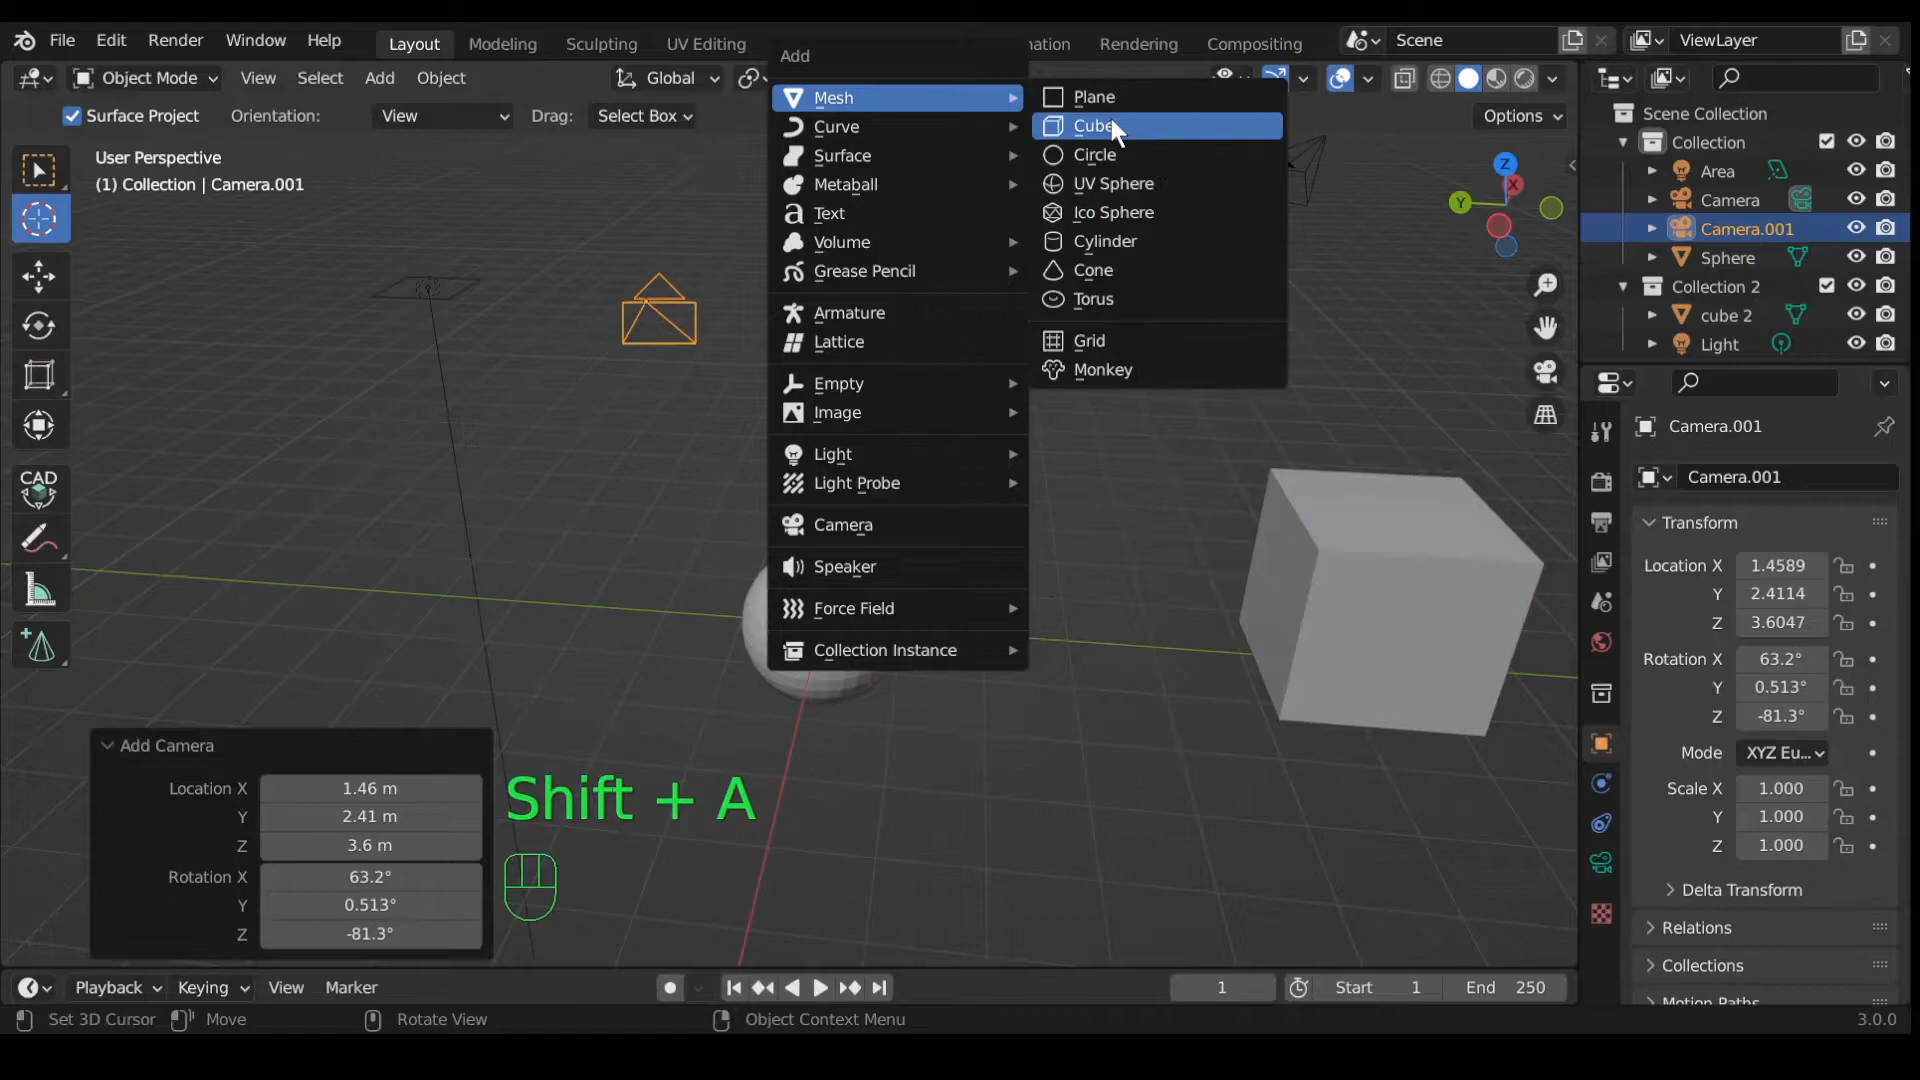 File Edit Render Window Help Layout Modeling Sculpting UV Editing Rendering Compositing Scene ViewLayer
Object Mode View Select Add Object Global
Surface Project Orientation: View Drag: Select Box Options
User Perspective
(1) Collection | Camera.001
Add
Mesh
Curve
Surface
Metaball
Text
Volume
Grease Pencil
Armature
Lattice
Empty
Image
Light
Light Probe
Camera
Speaker
Force Field
Collection Instance
Plane
Cube
Circle
UV Sphere
Ico Sphere
Cylinder
Cone
Torus
Grid
Monkey
Z
X
Y
CAD
Scene Collection
Collection
Area
Camera
Camera.001
Sphere
Collection 2
cube 2
Light
Camera.001
Camera.001
Transform
Location X 1.4589
Y 2.4114
Z 3.6047
Rotation X 63.2°
Y 0.513°
Z -81.3°
Mode XYZ Eu...
Scale X 1.000
Y 1.000
Z 1.000
Delta Transform
Relations
Collections
Motion Paths
Add Camera
Location X 1.46 m
Y 2.41 m
Z 3.6 m
Rotation X 63.2°
Y 0.513°
Z -81.3°
Shift + A
Playback Keying View Marker 1 Start 1 End 250
Set 3D Cursor Move Rotate View Object Context Menu 3.0.0